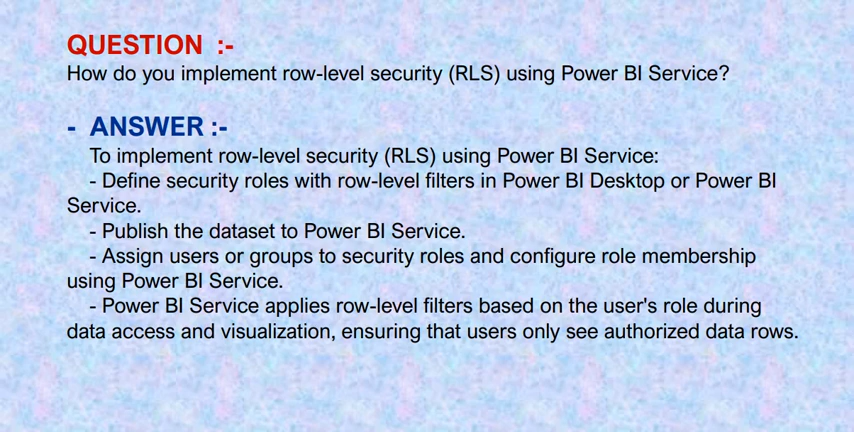 QUESTION :-
How do you implement row-level security (RLS) using Power BI Service?
- ANSWER :-
To implement row-level security (RLS) using Power BI Service:
- Define security roles with row-level filters in Power BI Desktop or Power BI
Service.
- Publish the dataset to Power BI Service.
- Assign users or groups to security roles and configure role membership
using Power BI Service.
- Power BI Service applies row-level filters based on the user's role during
data access and visualization, ensuring that users only see authorized data rows.